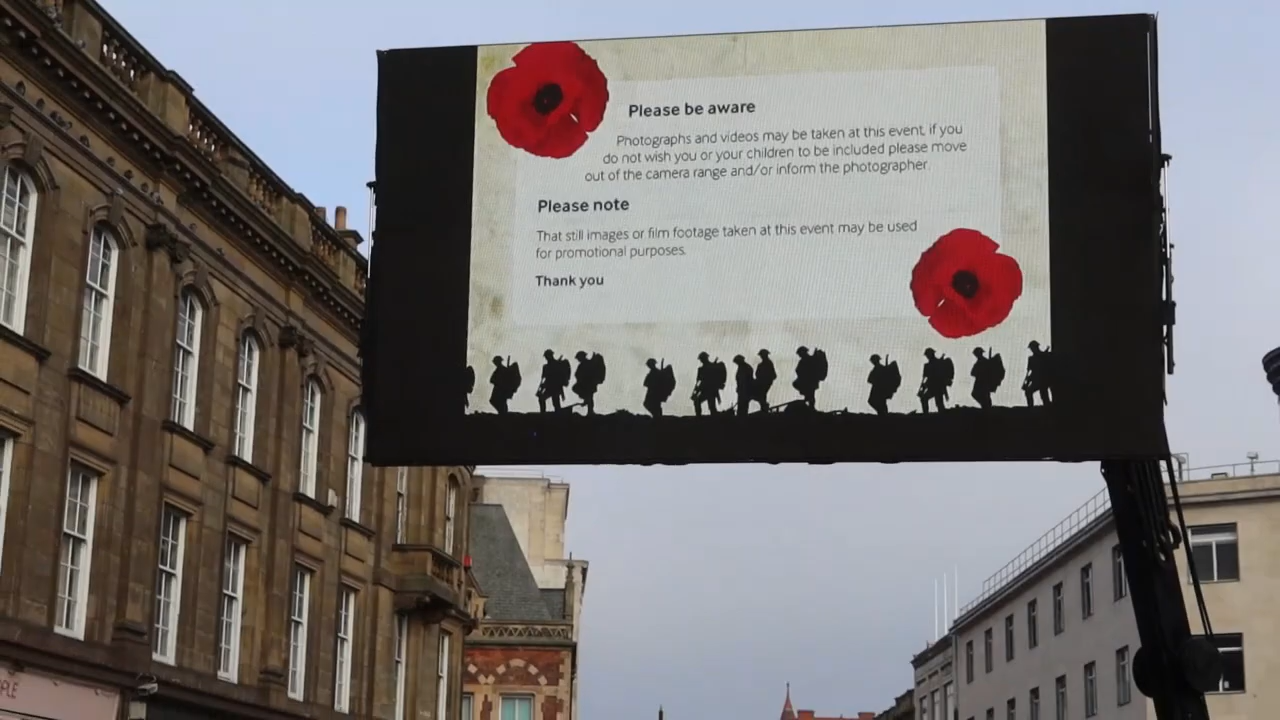 Please be aware
Photographs and videos may be taken at this event, if you
do not wish you or your children to be included please move
out of the camera range and/or inform the photographer.
Please note
That still images or film footage taken at this event may be used
for promotional purposes.
Thank you
PLE